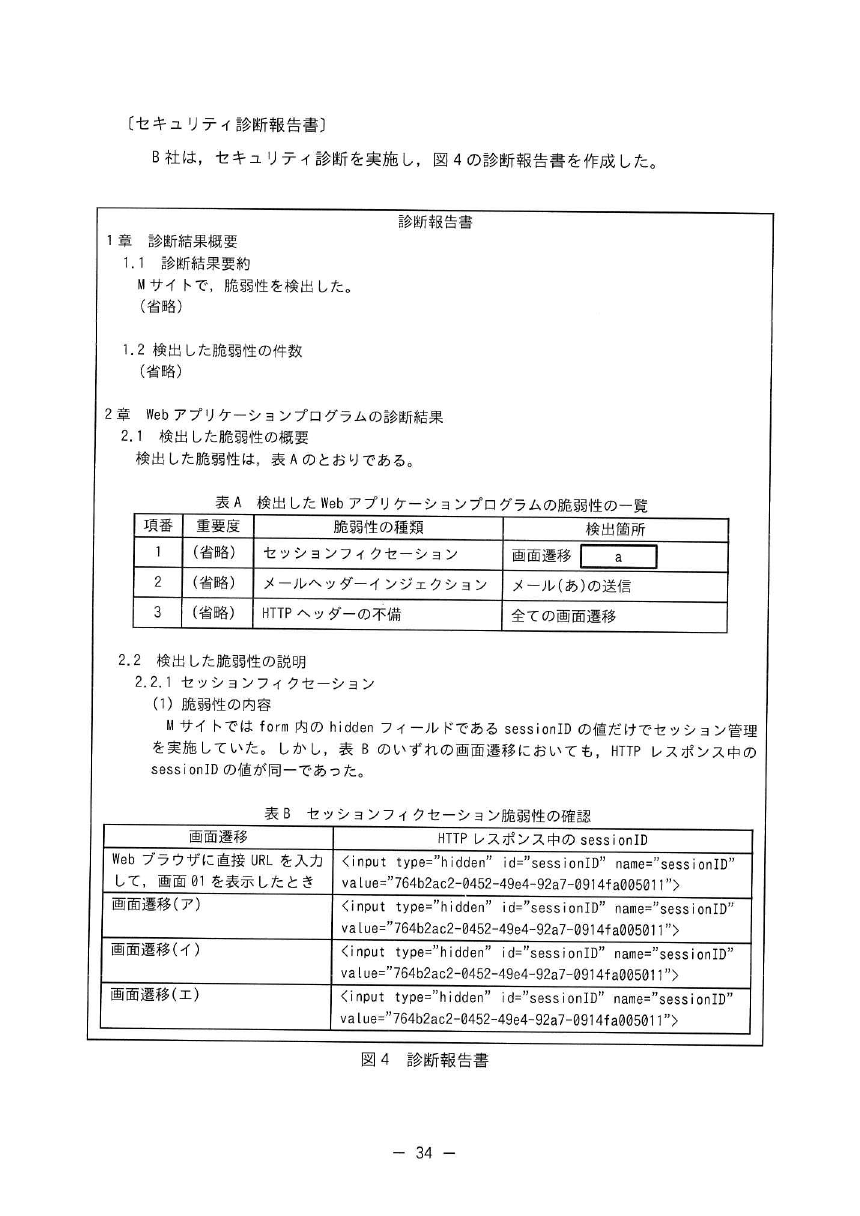 〔セキュリティ診断報告書〕
B社は，セキュリティ診断を実施し，図4の診断報告書を作成した。
診断報告書
1章　診断結果概要
1.1　診断結果要約
Mサイトで，脆弱性を検出した。
（省略）
1.2 検出した脆弱性の件数
（省略）
2章　Webアプリケーションプログラムの診断結果
2.1　検出した脆弱性の概要
検出した脆弱性は，表Aのとおりである。
表A　検出したWebアプリケーションプログラムの脆弱性の一覧
項番　重要度　脆弱性の種類　検出箇所
1　（省略）　セッションフィクセーション　画面遷移　a
2　（省略）　メールヘッダーインジェクション　メール(あ)の送信
3　（省略）　HTTPヘッダーの不備　全ての画面遷移
2.2　検出した脆弱性の説明
2.2.1 セッションフィクセーション
(1) 脆弱性の内容
Mサイトではform内のhiddenフィールドであるsessionIDの値だけでセッション管理
を実施していた。しかし，表Bのいずれの画面遷移においても，HTTPレスポンス中の
sessionIDの値が同一であった。
表B　セッションフィクセーション脆弱性の確認
画面遷移　HTTPレスポンス中のsessionID
Webブラウザに直接URLを入力　<input type="hidden" id="sessionID" name="sessionID"
して，画面01を表示したとき　value="764b2ac2-0452-49e4-92a7-0914fa005011">
画面遷移(ア)　<input type="hidden" id="sessionID" name="sessionID"
value="764b2ac2-0452-49e4-92a7-0914fa005011">
画面遷移(イ)　<input type="hidden" id="sessionID" name="sessionID"
value="764b2ac2-0452-49e4-92a7-0914fa005011">
画面遷移(エ)　<input type="hidden" id="sessionID" name="sessionID"
value="764b2ac2-0452-49e4-92a7-0914fa005011">
図4　診断報告書
－ 34 －